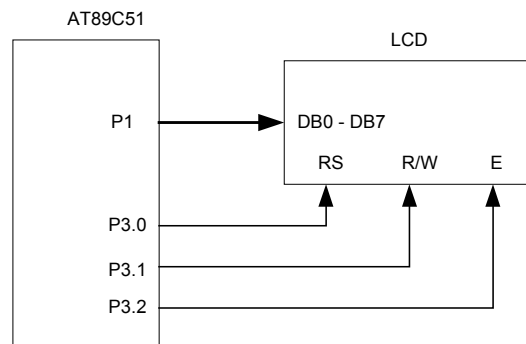 AT89C51
LCD
P1
DB0 - DB7
RS R/W E
P3.0
P3.1
P3.2